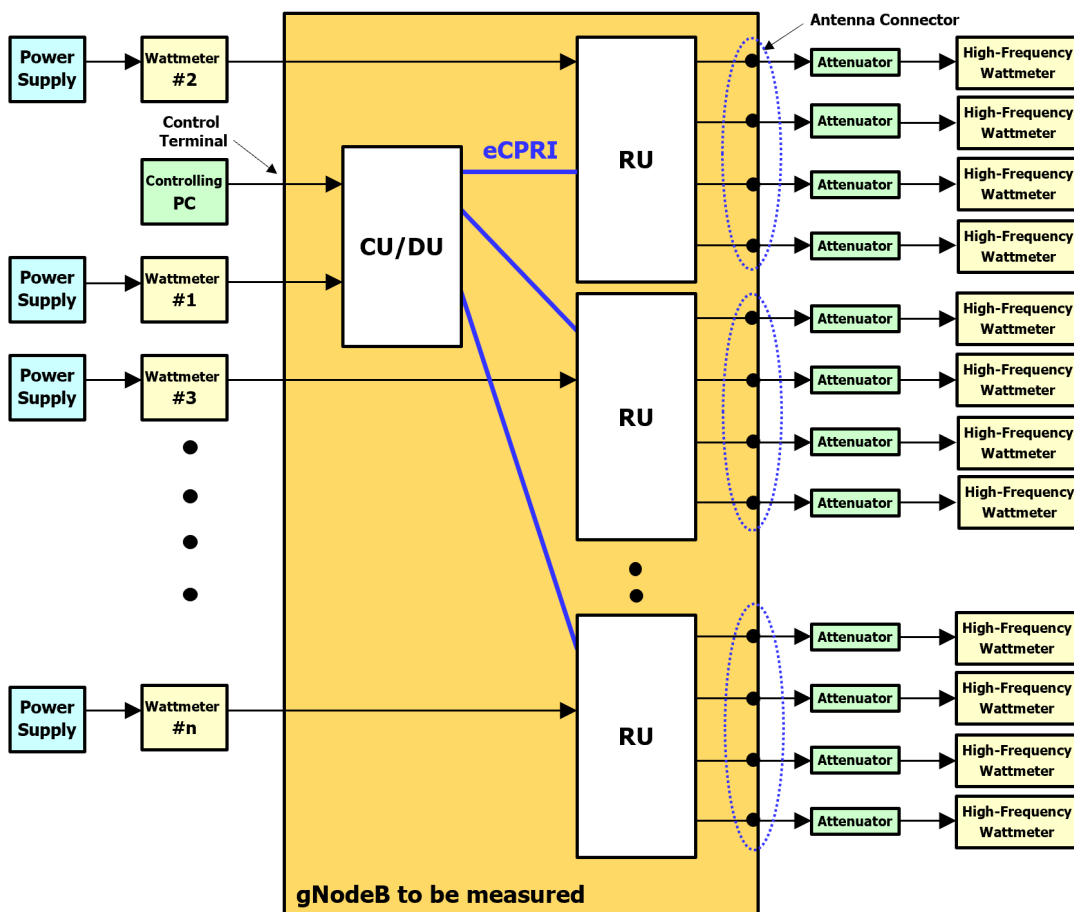 Antenna Connector
Power
Supply
Wattmeter
#2
RU
Attenuator
High-Frequency
Wattmeter
Attenuator
High-Frequency
Wattmeter
Control
Terminal
Controlling
PC
eCPRI
CU/DU
Attenuator
High-Frequency
Wattmeter
Attenuator
High-Frequency
Wattmeter
Power
Supply
Wattmeter
#1
RU
Attenuator
High-Frequency
Wattmeter
Power
Supply
Wattmeter
#3
Attenuator
High-Frequency
Wattmeter
Attenuator
High-Frequency
Wattmeter
Attenuator
High-Frequency
Wattmeter
Power
Supply
Wattmeter
#n
RU
Attenuator
High-Frequency
Wattmeter
Attenuator
High-Frequency
Wattmeter
Attenuator
High-Frequency
Wattmeter
Attenuator
High-Frequency
Wattmeter
gNodeB to be measured